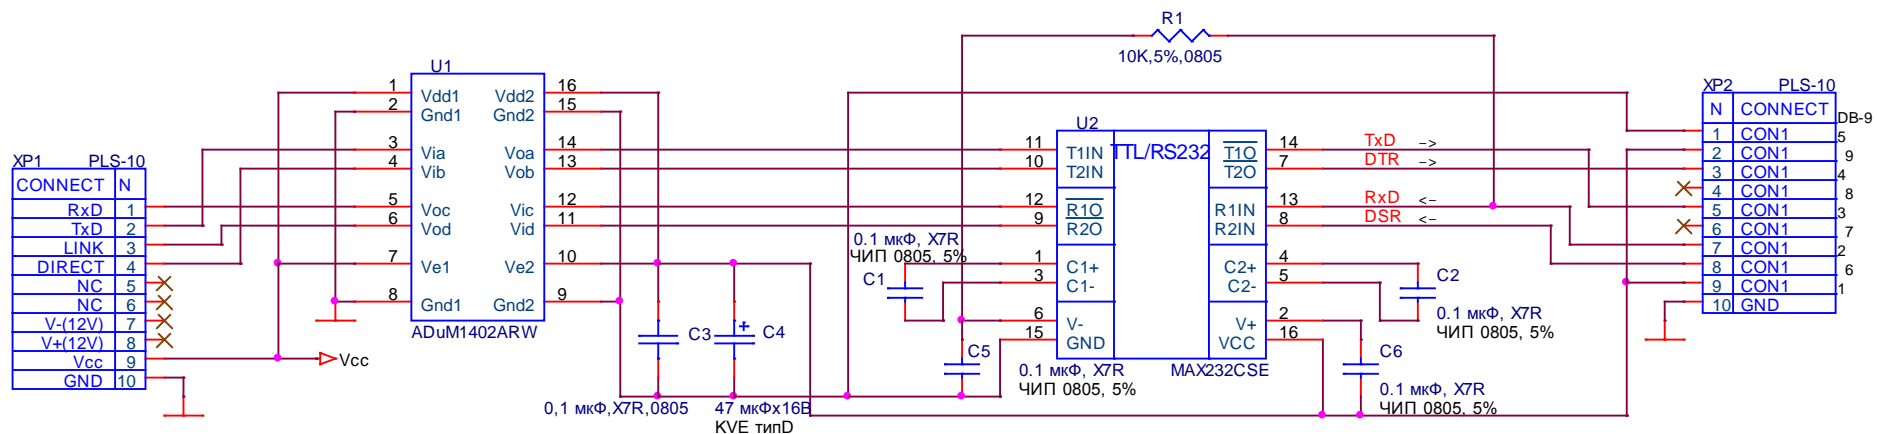 R1
10K,5%,0805
U1
1 Vdd1 Vdd2 16
2 Gnd1 Gnd2 15
3 Via Voa 14
4 Vib Vob 13
5 Voc Vic 12
6 Vod Vid 11
7 Ve1 Ve2 10
8 Gnd1 Gnd2 9
ADuM1402ARW
XP1 PLS-10
CONNECT N
RxD 1
TxD 2
LINK 3
DIRECT 4
NC 5
NC 6
V-(12V) 7
V+(12V) 8
Vcc 9
GND 10
Vcc
C3
0,1 мкФ,X7R,0805
+ C4
47 мкФx16В
KVE типD
0.1 мкФ, X7R
ЧИП 0805, 5%
C1
C5
0.1 мкФ, X7R
ЧИП 0805, 5%
U2
TTL/RS232
11 T1IN T1O 14
10 T2IN T2O 7
12 R1O R1IN 13
9 R2O R2IN 8
1 C1+ C2+ 4
3 C1- C2- 5
6 V- V+ 2
15 GND VCC 16
MAX232CSE
TxD ->
DTR ->
RxD <-
DSR <-
C2
0.1 мкФ, X7R
ЧИП 0805, 5%
C6
0.1 мкФ, X7R
ЧИП 0805, 5%
XP2 PLS-10
N CONNECT DB-9
1 CON1 5
2 CON1 9
3 CON1 4
4 CON1 8
5 CON1 3
6 CON1 7
7 CON1 2
8 CON1 6
9 CON1 1
10 GND